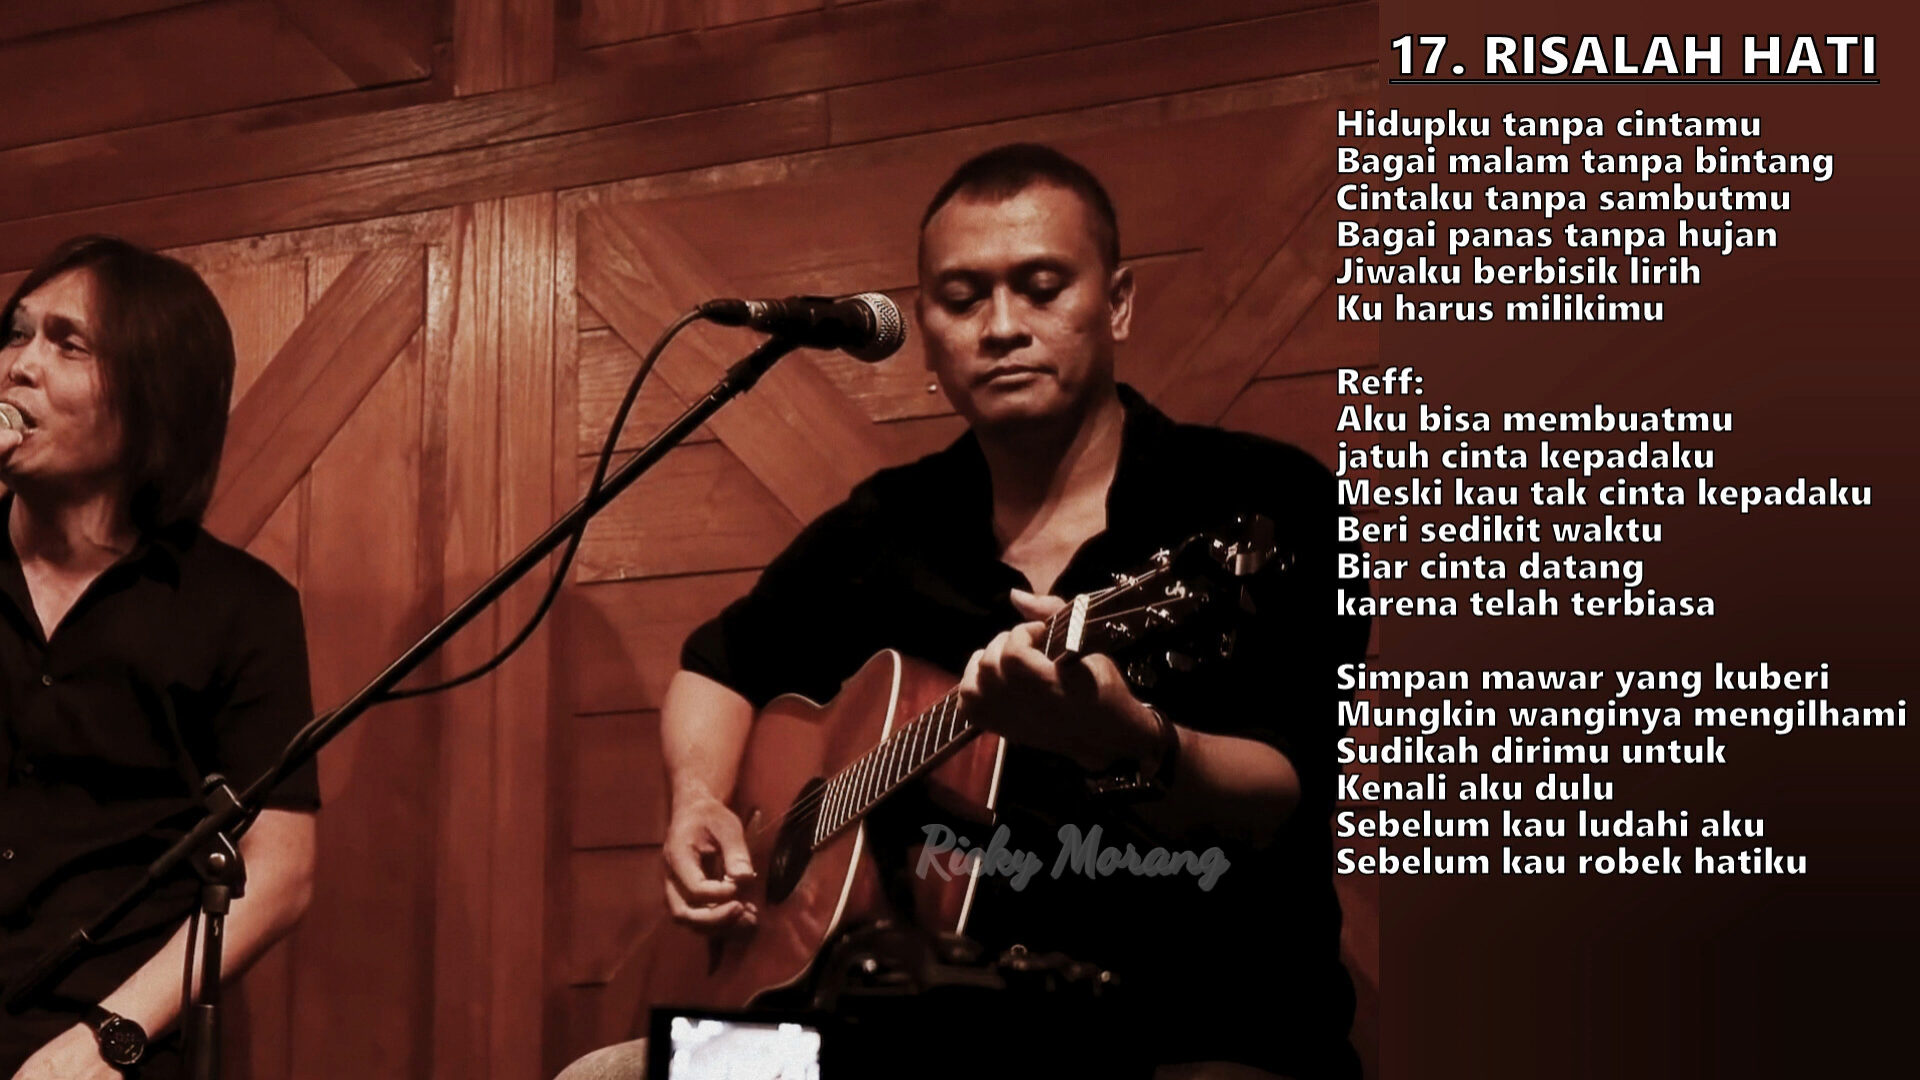 17. RISALAH HATI
Hidupku tanpa cintamu
Bagai malam tanpa bintang
Cintaku tanpa sambutmu
Bagai panas tanpa hujan
Jiwaku berbisik lirih
Ku harus milikimu
Reff:
Aku bisa membuatmu
jatuh cinta kepadaku
Meski kau tak cinta kepadaku
Beri sedikit waktu
Biar cinta datang
karena telah terbiasa
Simpan mawar yang kuberi
Mungkin wanginya mengilhami
Sudikah dirimu untuk
Kenali aku dulu
Sebelum kau ludahi aku
Sebelum kau robek hatiku
Ricky Morang